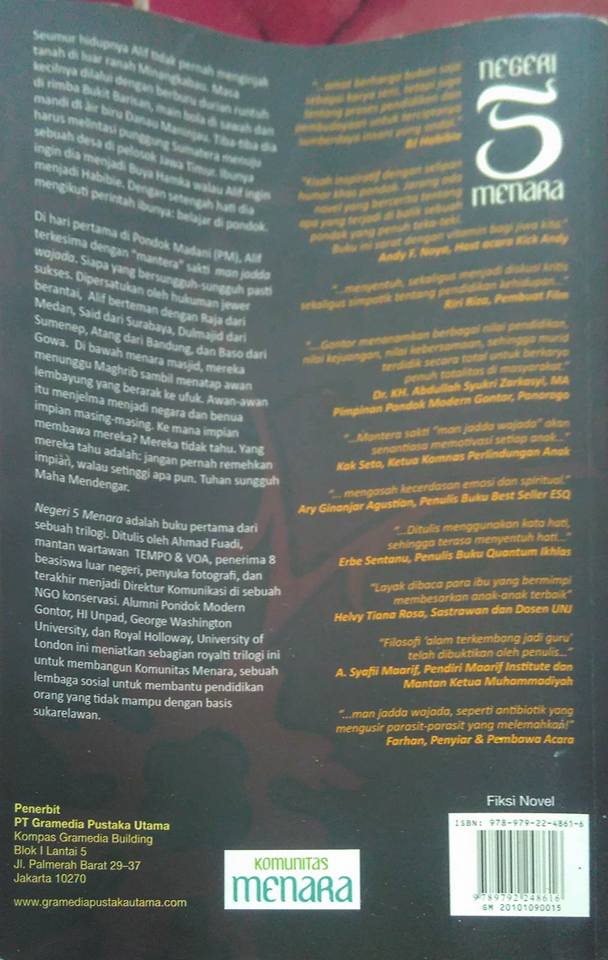 Seumur hidupnya Alif tidak pernah menginjak
tanah di luar ranah Minangkabau. Masa
kecilnya dilalui dengan berburu durian runtuh
di rimba Bukit Barisan, main bola di sawah dan
mandi di air biru Danau Maninjau. Tiba-tiba dia
harus melintasi punggung Sumatera menuju
sebuah desa di pelosok Jawa Timur. Ibunya
ingin dia menjadi Buya Hamka walau Alif ingin
menjadi Habibie. Dengan setengah hati dia
mengikuti perintah ibunya: belajar di pondok.
Di hari pertama di Pondok Madani (PM), Alif
terkesima dengan "mantera" sakti man jadda
wajada. Siapa yang bersungguh-sungguh pasti
sukses. Dipersatukan oleh hukuman jewer
berantai, Alif berteman dengan Raja dari
Medan, Said dari Surabaya, Dulmajid dari
Sumenep, Atang dari Bandung, dan Baso dari
Gowa. Di bawah menara masjid, mereka
menunggu Maghrib sambil menatap awan
lembayung yang berarak ke ufuk. Awan-awan
itu menjelma menjadi negara dan benua
impian masing-masing. Ke mana impian
membawa mereka? Mereka tidak tahu. Yang
mereka tahu adalah: jangan pernah remehkan
impian, walau setinggi apa pun. Tuhan sungguh
Maha Mendengar.
Negeri 5 Menara adalah buku pertama dari
sebuah trilogi. Ditulis oleh Ahmad Fuadi,
mantan wartawan TEMPO & VOA, penerima 8
beasiswa luar negeri, penyuka fotografi, dan
terakhir menjadi Direktur Komunikasi di sebuah
NGO konservasi. Alumni Pondok Modern
Gontor, HI Unpad, George Washington
University, dan Royal Holloway, University of
London ini meniatkan sebagian royalti trilogi ini
untuk membangun Komunitas Menara, sebuah
lembaga sosial untuk membantu pendidikan
orang yang tidak mampu dengan basis
sukarelawan.
NEGERI
5
MENARA
"...amat berharga bukan saja
sebagai karya seni, tetapi juga
tentang proses pendidikan dan
pembudayaan untuk terciptanya
sumberdaya insani yang andal."
BJ Habibie
"Kisah inspiratif dengan selipan
humor khas pondok. Jarang ada
novel yang bercerita tentang
apa yang terjadi di balik sebuah
pondok yang penuh teka-teki.
Buku ini sarat dengan vitamin bagi jiwa kita."
Andy F. Noya, Host acara Kick Andy
"...menyentuh, sekaligus menjadi diskusi kritis,
sekaligus simpatik tentang pendidikan kehidupan..."
Riri Riza, Pembuat Film
"...Gontor menanamkan berbagai nilai pendidikan,
nilai kejuangan, nilai kebersamaan, sehingga murid
terdidik secara total untuk berkarya
penuh totalitas di masyarakat."
Dr. KH. Abdullah Syukri Zarkasyi, MA
Pimpinan Pondok Modern Gontor, Ponorogo
"...Mantera sakti "man jadda wajada" akan
senantiasa memotivasi setiap anak..."
Kak Seto, Ketua Komnas Perlindungan Anak
"... mengasah kecerdasan emosi dan spiritual."
Ary Ginanjar Agustian, Penulis Buku Best Seller ESQ
"...Ditulis menggunakan kata hati,
sehingga terasa menyentuh hati..."
Erbe Sentanu, Penulis Buku Quantum Ikhlas
"Layak dibaca para ibu yang bermimpi
membesarkan anak-anak terbaik"
Helvy Tiana Rosa, Sastrawan dan Dosen UNJ
"Filosofi 'alam terkembang jadi guru'
telah dibuktikan oleh penulis..."
A. Syafii Maarif, Pendiri Maarif Institute dan
Mantan Ketua Muhammadiyah
"...man jadda wajada, seperti antibiotik yang
mengusir parasit-parasit yang melemahkan!"
Farhan, Penyiar & Pembawa Acara
Penerbit
PT Gramedia Pustaka Utama
Kompas Gramedia Building
Blok I Lantai 5
Jl. Palmerah Barat 29-37
Jakarta 10270
www.gramediapustakautama.com
KOMUNITAS
MENARA
Fiksi Novel
ISBN: 978-979-22-4861-6
9789792248616
GM 20101090015